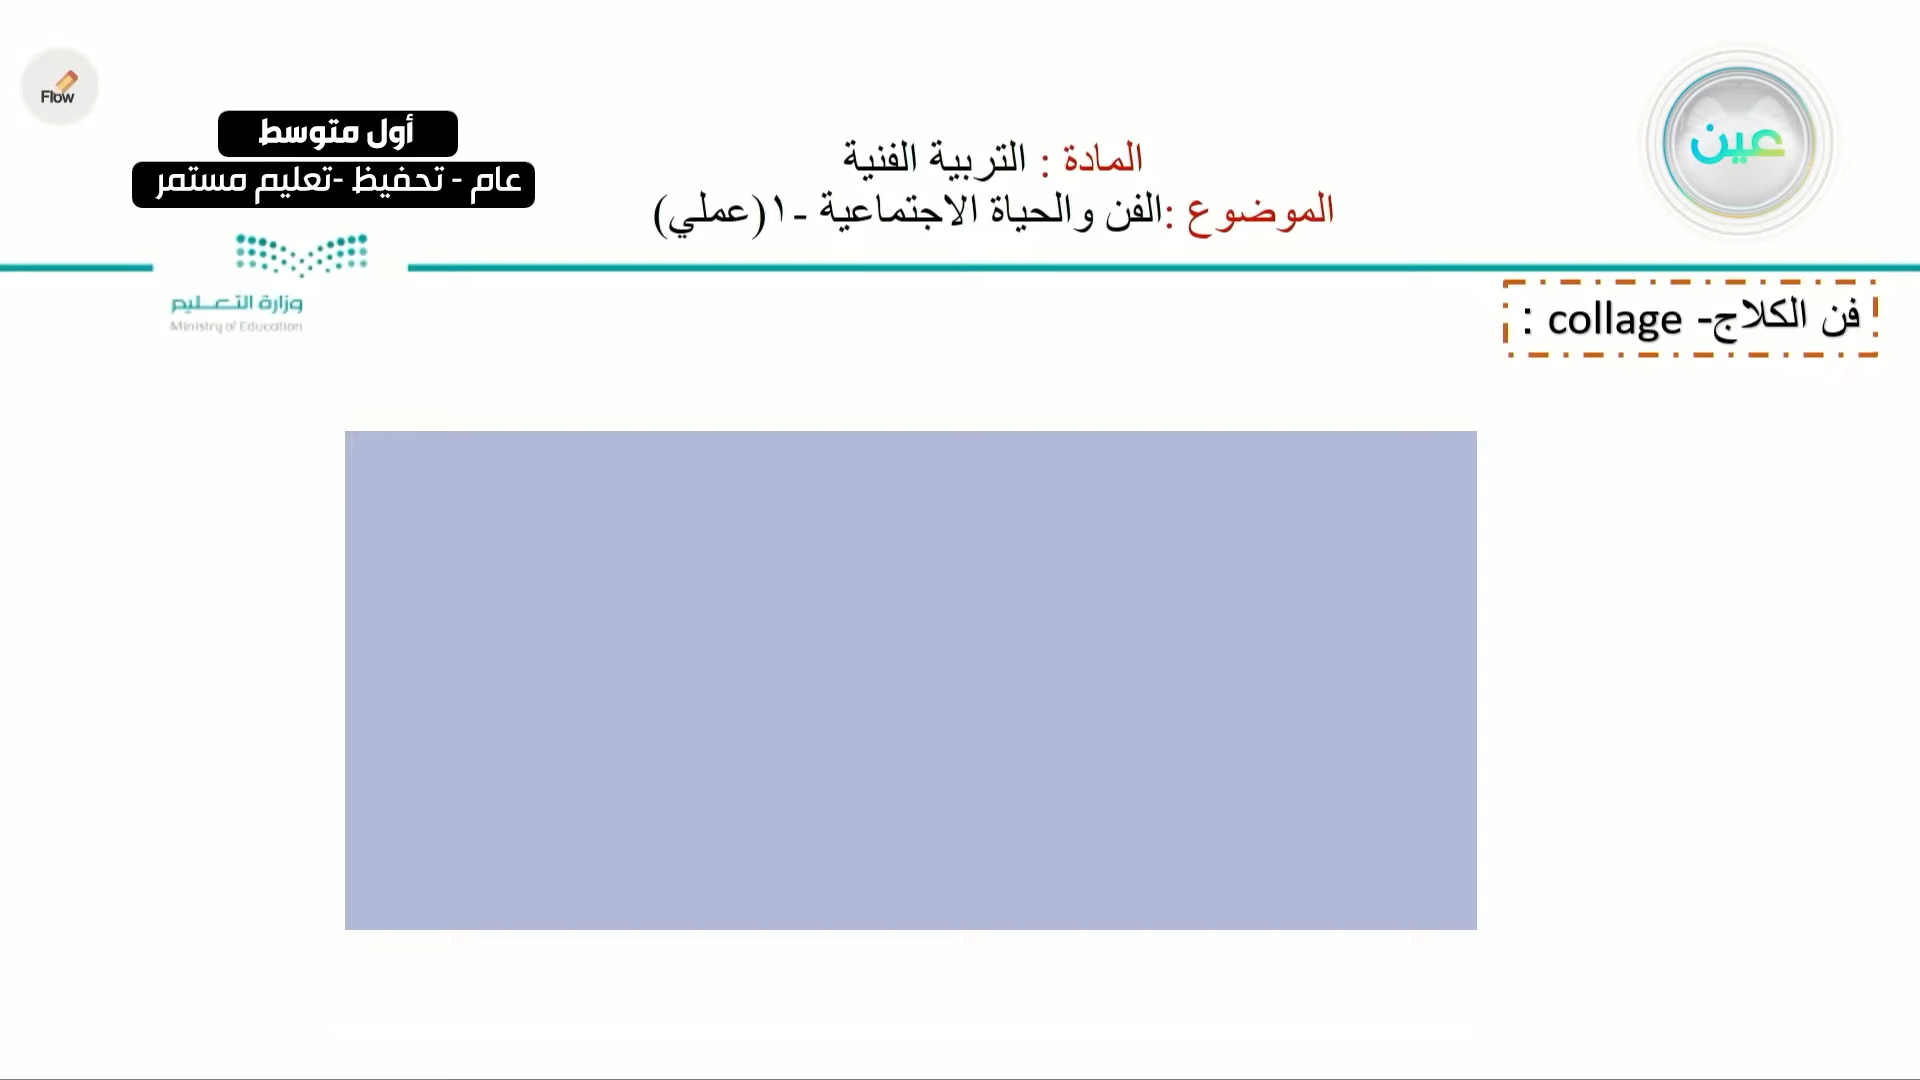 عين
المادة : التربية الفنية
الموضوع :الفن والحياة الاجتماعية -١(عملي)
أول متوسط
عام - تحفيظ -تعليم مستمر
Flow
وزارة التعليم
Ministry of Education
فن الكلاج- collage :